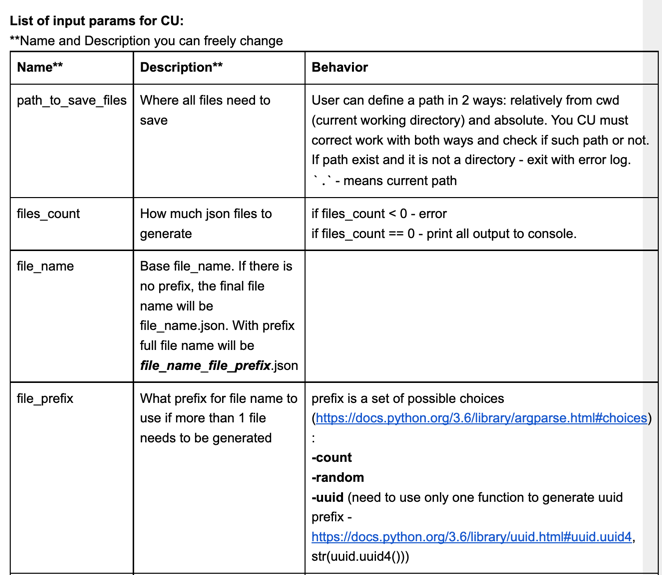 List of input params for CU:
**Name and Description you can freely change
Name**
Description**
Behavior
path_to_save_files
Where all files need to
save
User can define a path in 2 ways: relatively from cwd
(current working directory) and absolute. You CU must
correct work with both ways and check if such path or not.
If path exist and it is not a directory - exit with error log.
`.` - means current path
files_count
How much json files to
generate
if files_count < 0 - error
if files_count == 0 - print all output to console.
file_name
Base file_name. If there is
no prefix, the final file
name will be
file_name.json. With prefix
full file name will be
file_name_file_prefix.json
file_prefix
What prefix for file name to
use if more than 1 file
needs to be generated
prefix is a set of possible choices
(https://docs.python.org/3.6/library/argparse.html#choices)
:
-count
-random
-uuid (need to use only one function to generate uuid
prefix -
https://docs.python.org/3.6/library/uuid.html#uuid.uuid4,
str(uuid.uuid4()))